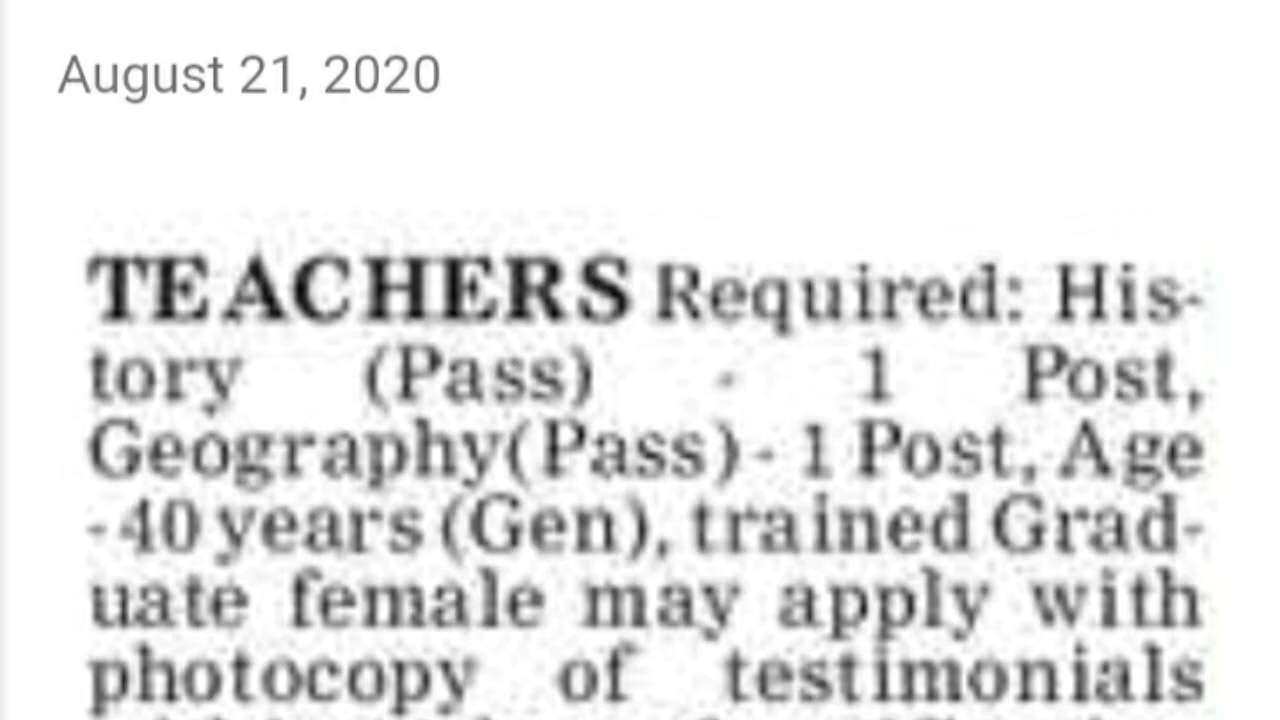 August 21, 2020
TEACHERS Required: His-
tory (Pass) - 1 Post,
Geography(Pass) - 1 Post, Age
-40 years (Gen), trained Grad-
uate female may apply with
photocopy of testimonials